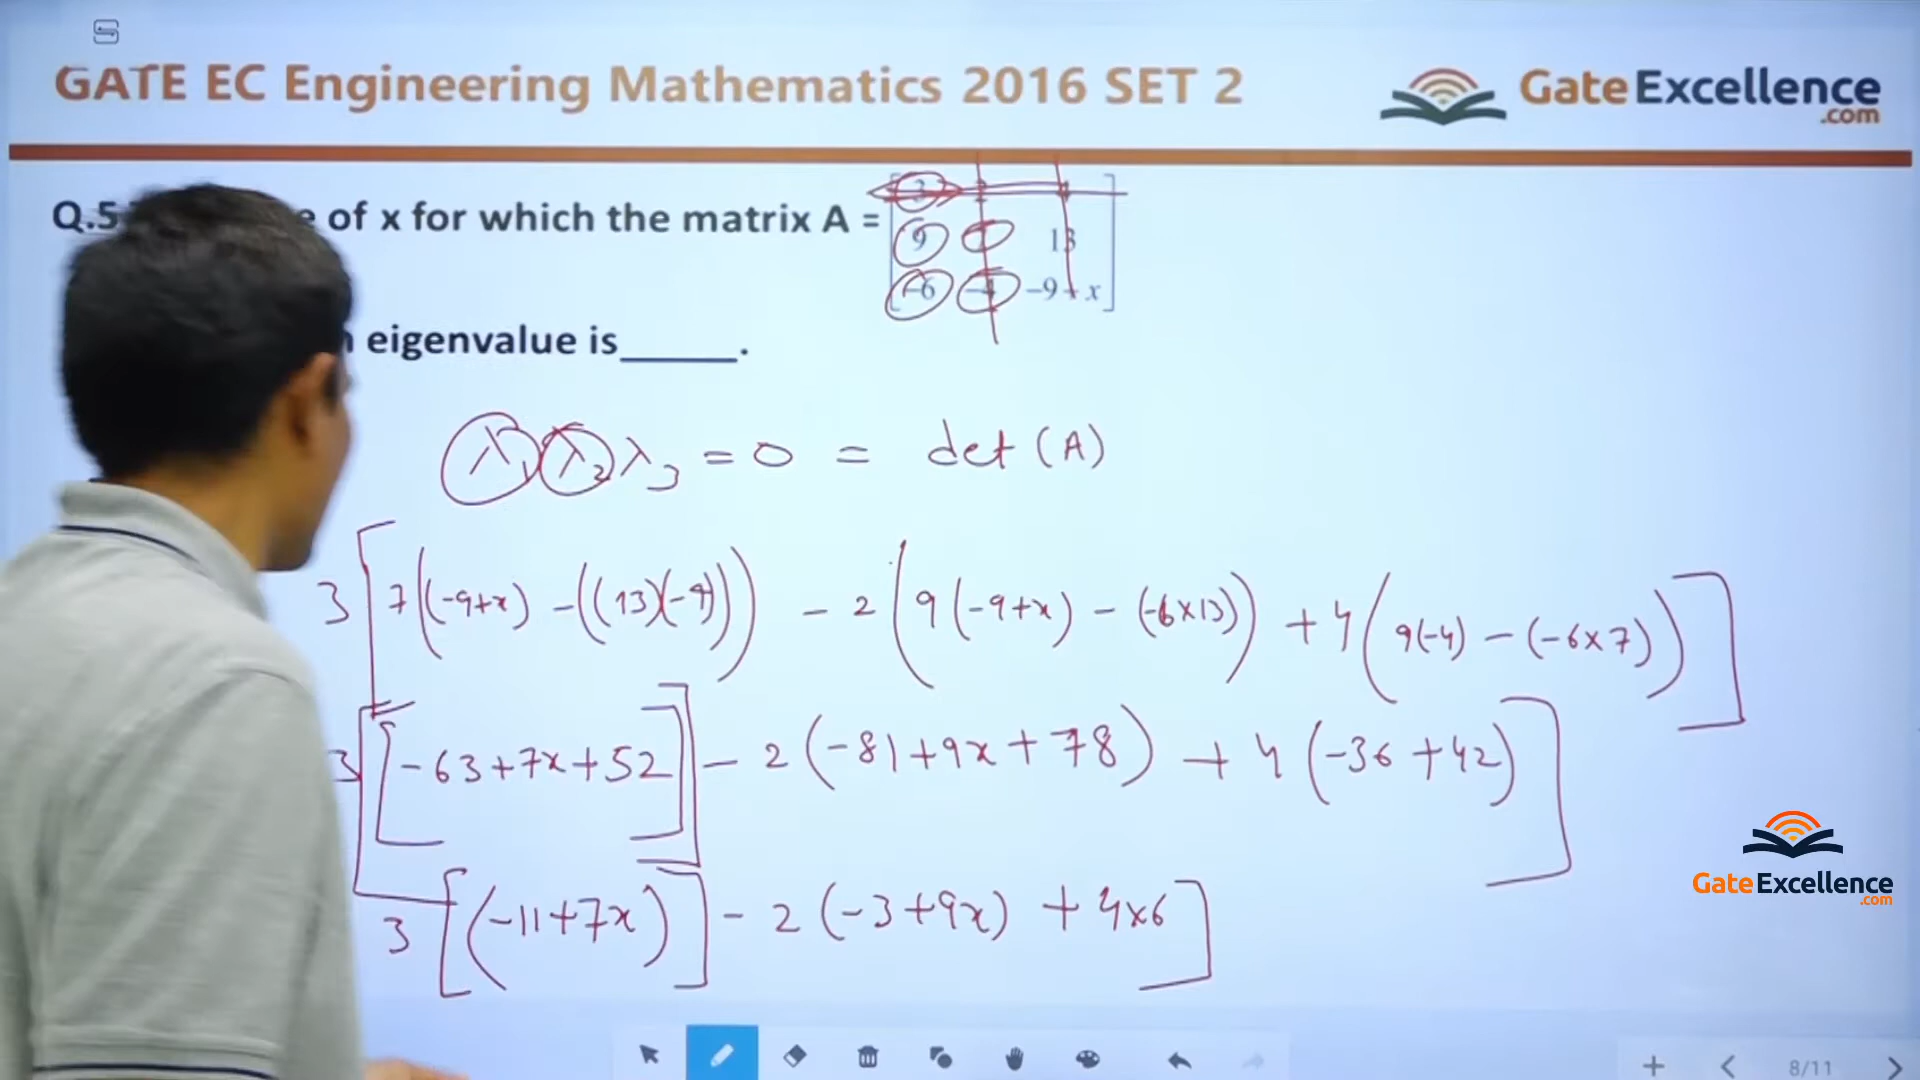 GATE EC Engineering Mathematics 2016 SET 2
GateExcellence
.com
Q.5 of x for which the matrix A =
9 13
-6 -4 -9 + x
eigenvalue is______.
λ₁ λ₂ λ₃ = 0 = det (A)
3 [ 7 ((-9+x) - ((13)(-4))) - 2 ( 9 (-9+x) - (-6×13)) + 4 ( 9(-4) - (-6×7) ) ]
3 [ [ -63+7x+52 ] ] - 2 (-81+9x+78) + 4 (-36+42) ]
3 [ (-11+7x) ] - 2 (-3+9x) + 4×6 ]
GateExcellence
.com
8/11